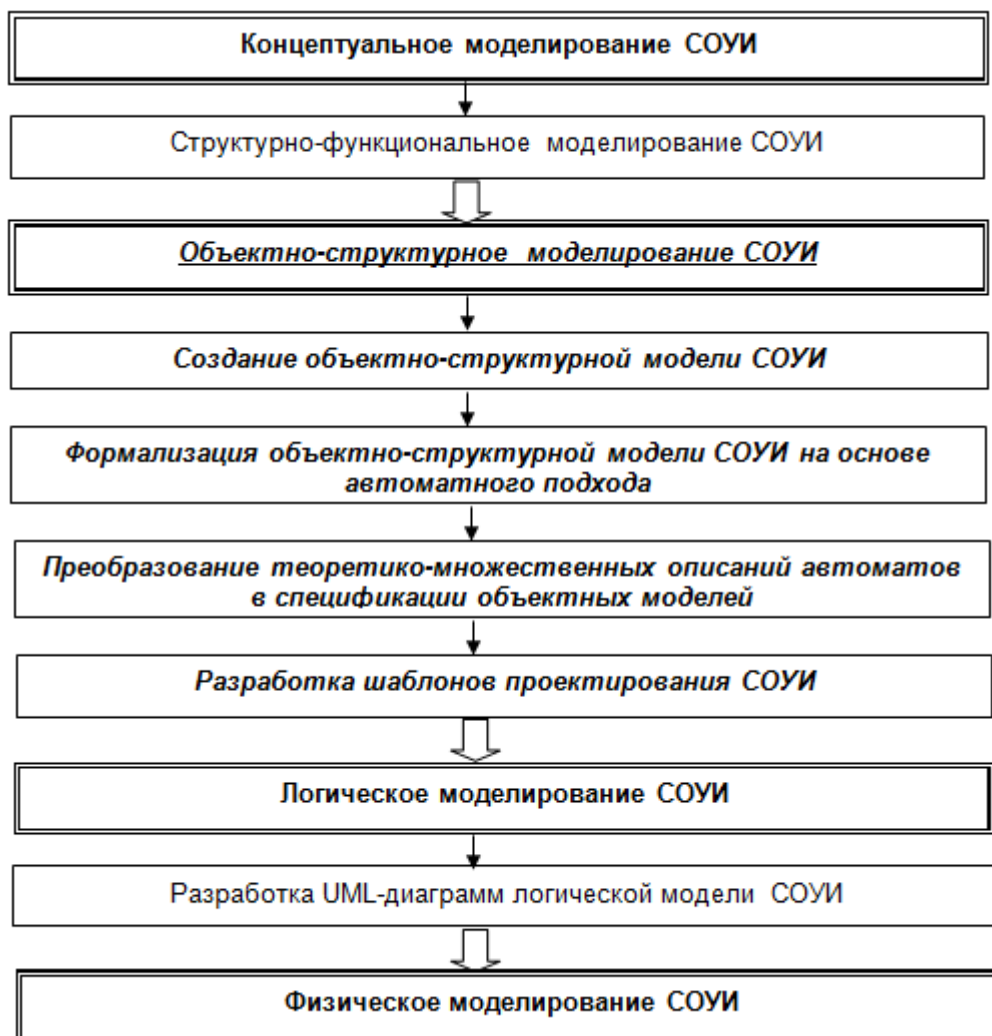 Концептуальное моделирование СОУИ
Структурно-функциональное моделирование СОУИ
Объектно-структурное моделирование СОУИ
Создание объектно-структурной модели СОУИ
Формализация объектно-структурной модели СОУИ на основе
автоматного подхода
Преобразование теоретико-множественных описаний автоматов
в спецификации объектных моделей
Разработка шаблонов проектирования СОУИ
Логическое моделирование СОУИ
Разработка UML-диаграмм логической модели СОУИ
Физическое моделирование СОУИ